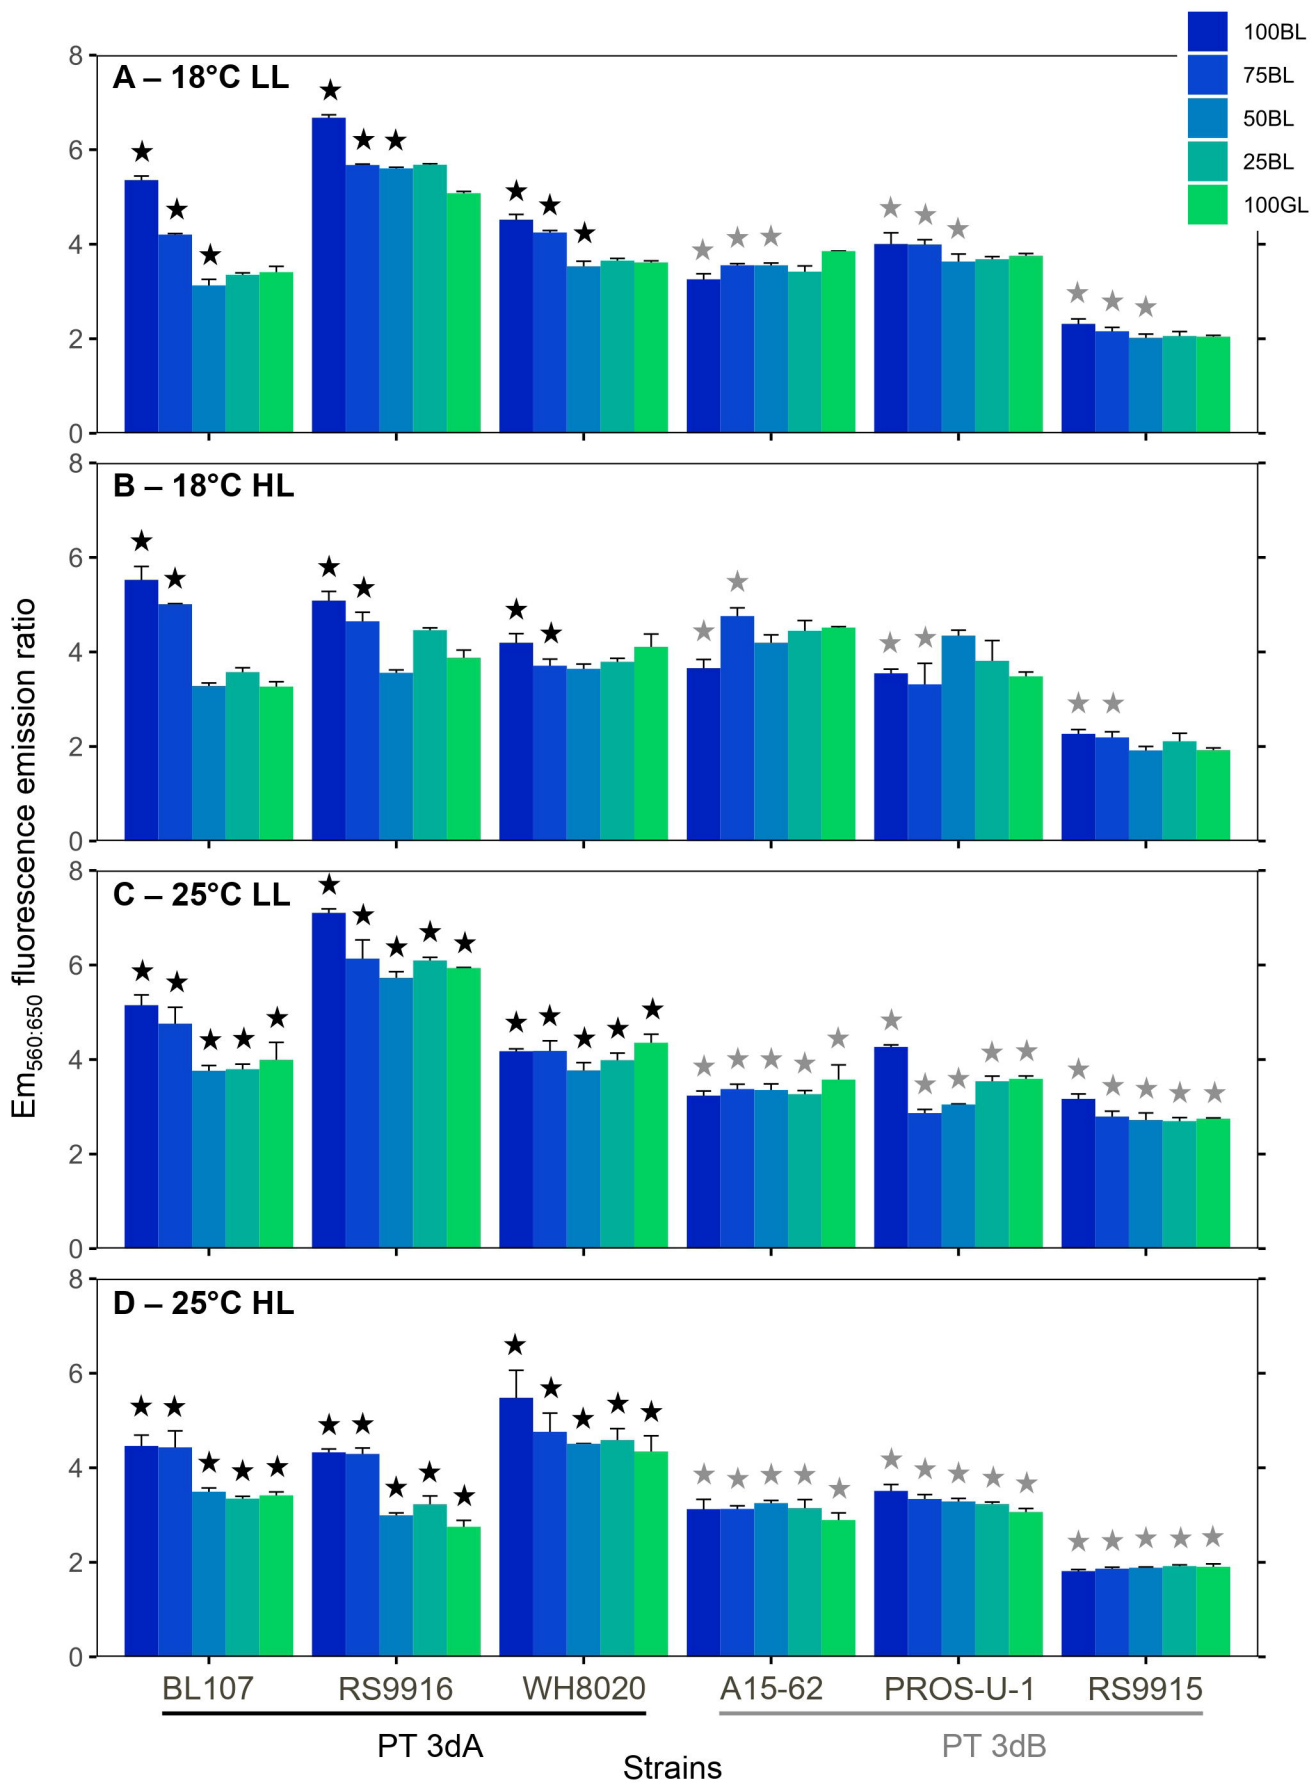 100BL
75BL
50BL
25BL
100GL
A – 18°C LL
8
6
4
2
0
B – 18°C HL
8
6
4
2
0
C – 25°C LL
8
6
4
2
0
D – 25°C HL
8
6
4
2
0
Em560:650 fluorescence emission ratio
BL107 RS9916 WH8020 A15-62 PROS-U-1 RS9915
PT 3dA PT 3dB
Strains